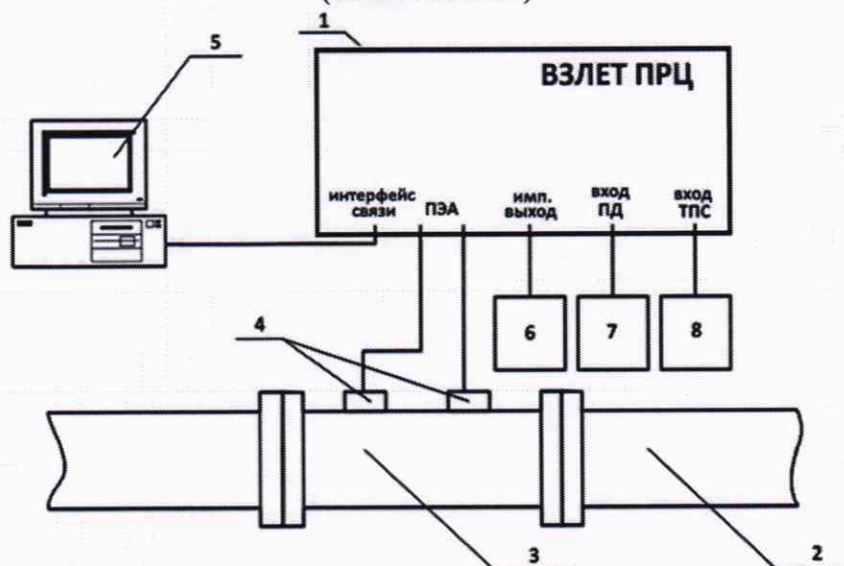 1
5
ВЗЛЕТ ПРЦ
интерфейс
связи
ПЭА
имп.
выход
вход
ПД
вход
ТПС
4
6
7
8
3
2